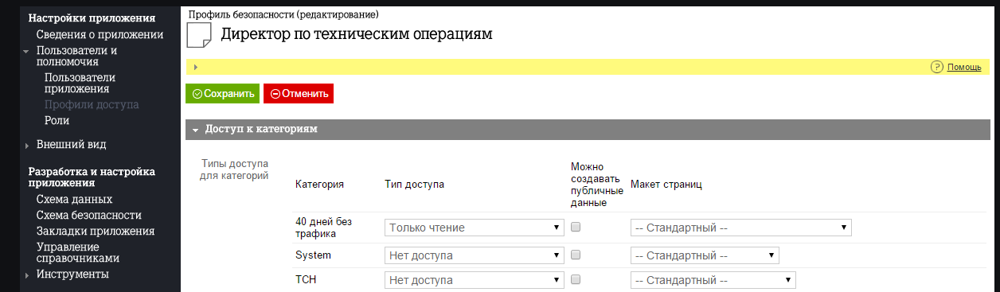 Настройки приложения
Сведения о приложении
Пользователи и
полномочия
Пользователи
приложения
Профили доступа
Роли
Внешний вид
Разработка и настройка
приложения
Схема данных
Схема безопасности
Закладки приложения
Управление
справочниками
Инструменты
Профиль безопасности (редактирование)
Директор по техническим операциям
? Помощь
Сохранить Отменить
Доступ к категориям
Типы доступа
для категорий
Категория Тип доступа
Можно
создавать
публичные
данные
Макет страниц
40 дней без
трафика
Только чтение -- Стандартный --
System Нет доступа -- Стандартный --
ТСН Нет доступа -- Стандартный --